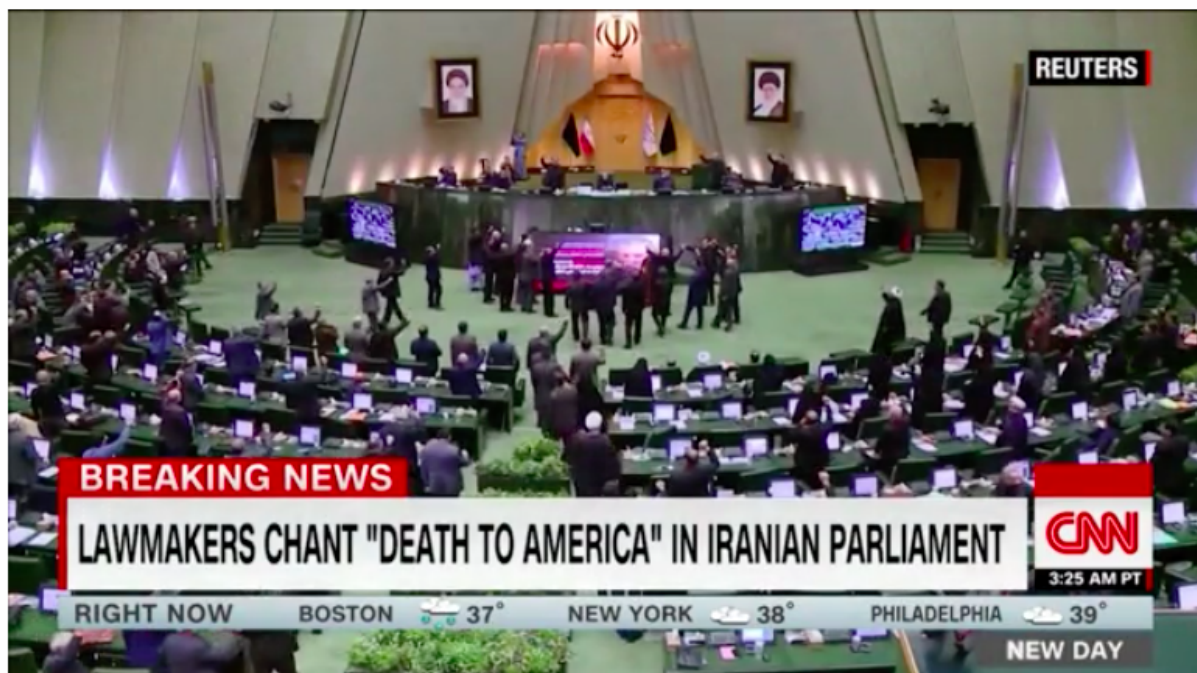 REUTERS
BREAKING NEWS
LAWMAKERS CHANT "DEATH TO AMERICA" IN IRANIAN PARLIAMENT
CNN
3:25 AM PT
RIGHT NOW BOSTON 37° NEW YORK 38° PHILADELPHIA 39°
NEW DAY